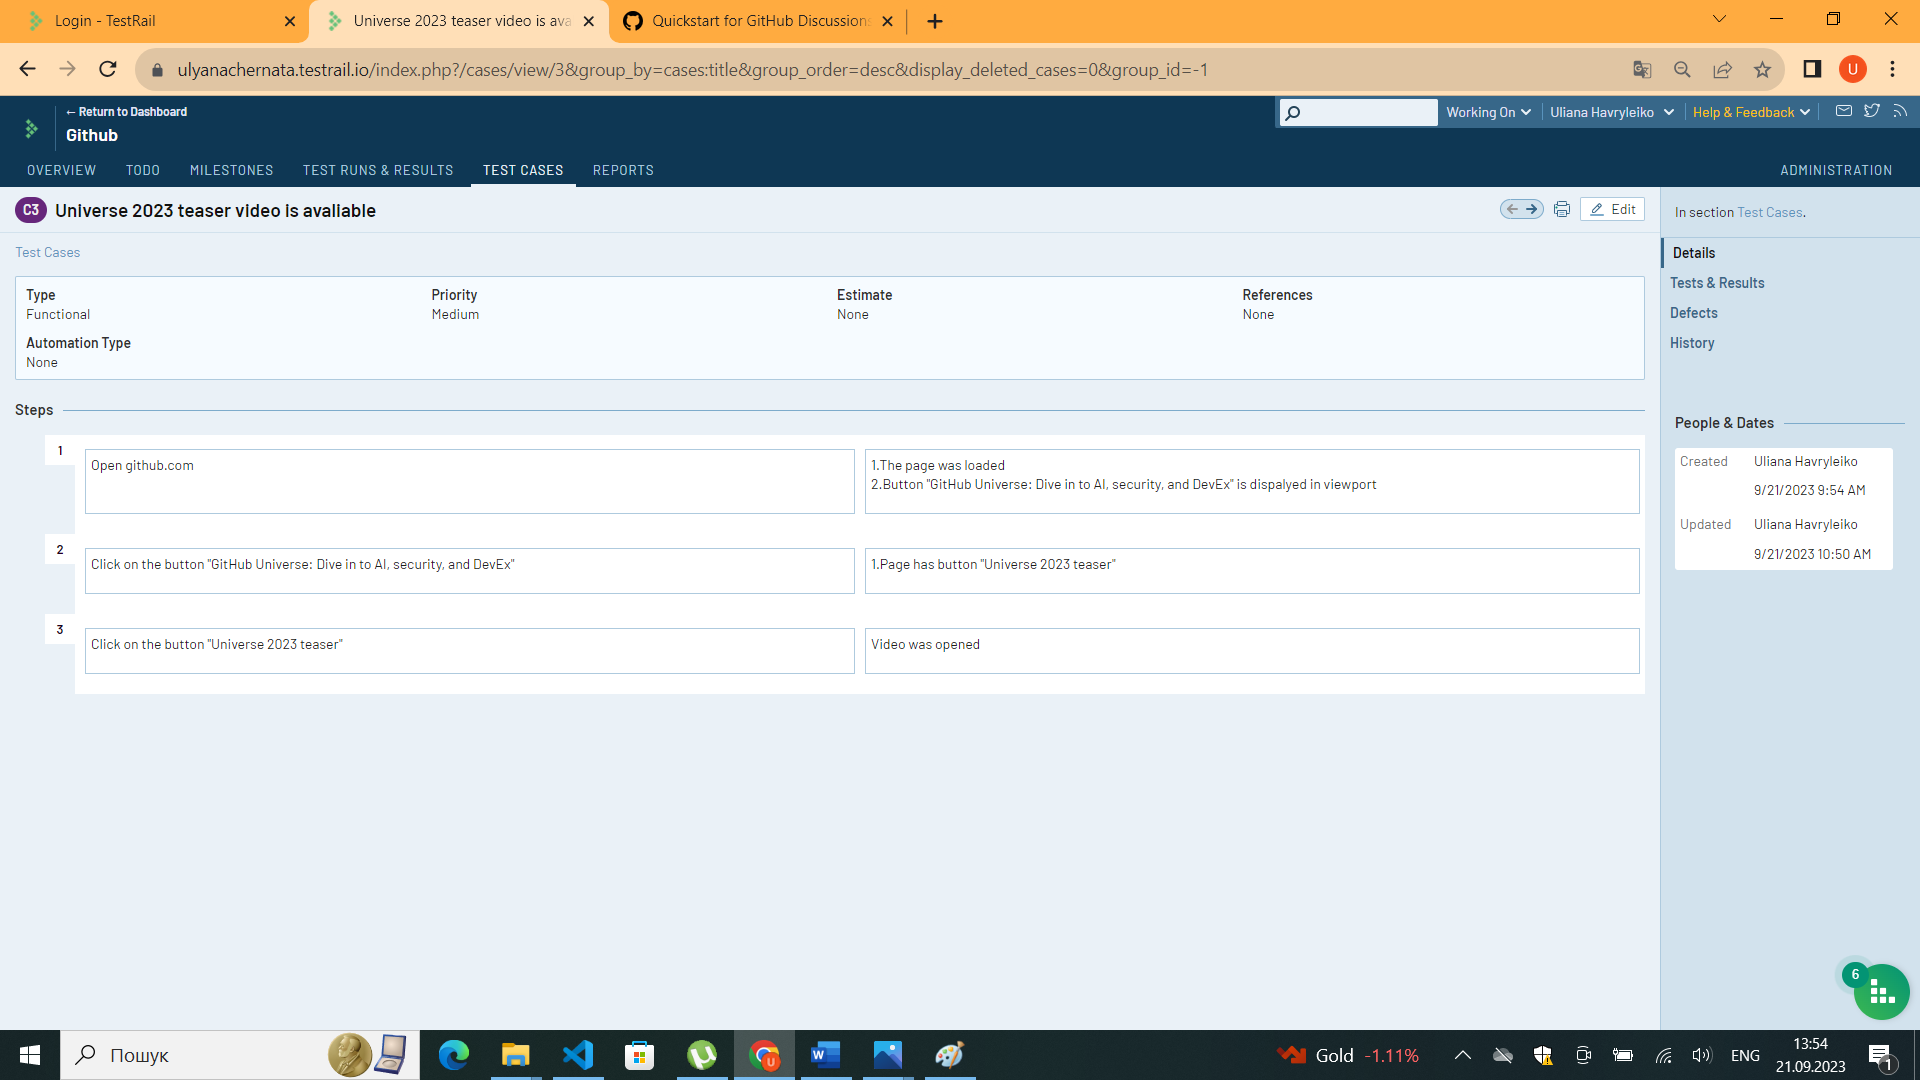 Login - TestRail
Universe 2023 teaser video is ava
Quickstart for GitHub Discussions
ulyanachernata.testrail.io/index.php?/cases/view/3&group_by=cases:title&group_order=desc&display_deleted_cases=0&group_id=-1
U
← Return to Dashboard
Github
Working On
Uliana Havryleiko
Help & Feedback
OVERVIEW
TODO
MILESTONES
TEST RUNS & RESULTS
TEST CASES
REPORTS
ADMINISTRATION
C3
Universe 2023 teaser video is avaliable
Edit
In section Test Cases.
Test Cases
Details
Tests & Results
Defects
History
Type
Functional
Priority
Medium
Estimate
None
References
None
Automation Type
None
Steps
1
Open github.com
1.The page was loaded
2.Button "GitHub Universe: Dive in to AI, security, and DevEx" is dispalyed in viewport
2
Click on the button "GitHub Universe: Dive in to AI, security, and DevEx"
1.Page has button "Universe 2023 teaser"
3
Click on the button "Universe 2023 teaser"
Video was opened
People & Dates
Created
Uliana Havryleiko
9/21/2023 9:54 AM
Updated
Uliana Havryleiko
9/21/2023 10:50 AM
6
Пошук
U
W
Gold -1.11%
ENG
13:54
21.09.2023
1